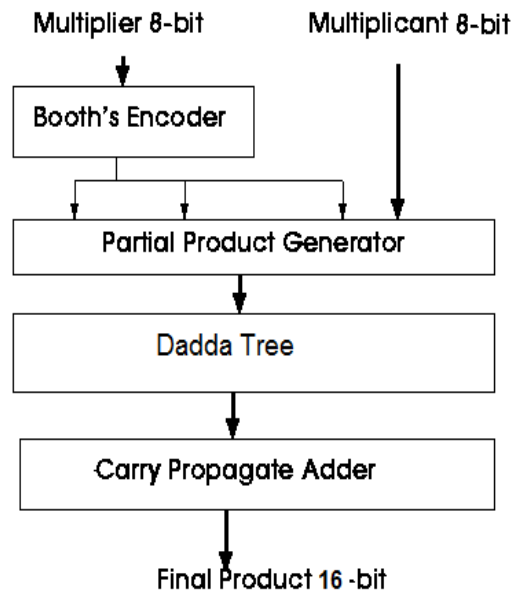 Multiplier 8-bit
Multiplicant 8-bit
Booth's Encoder
Partial Product Generator
Dadda Tree
Carry Propagate Adder
Final Product 16 -bit